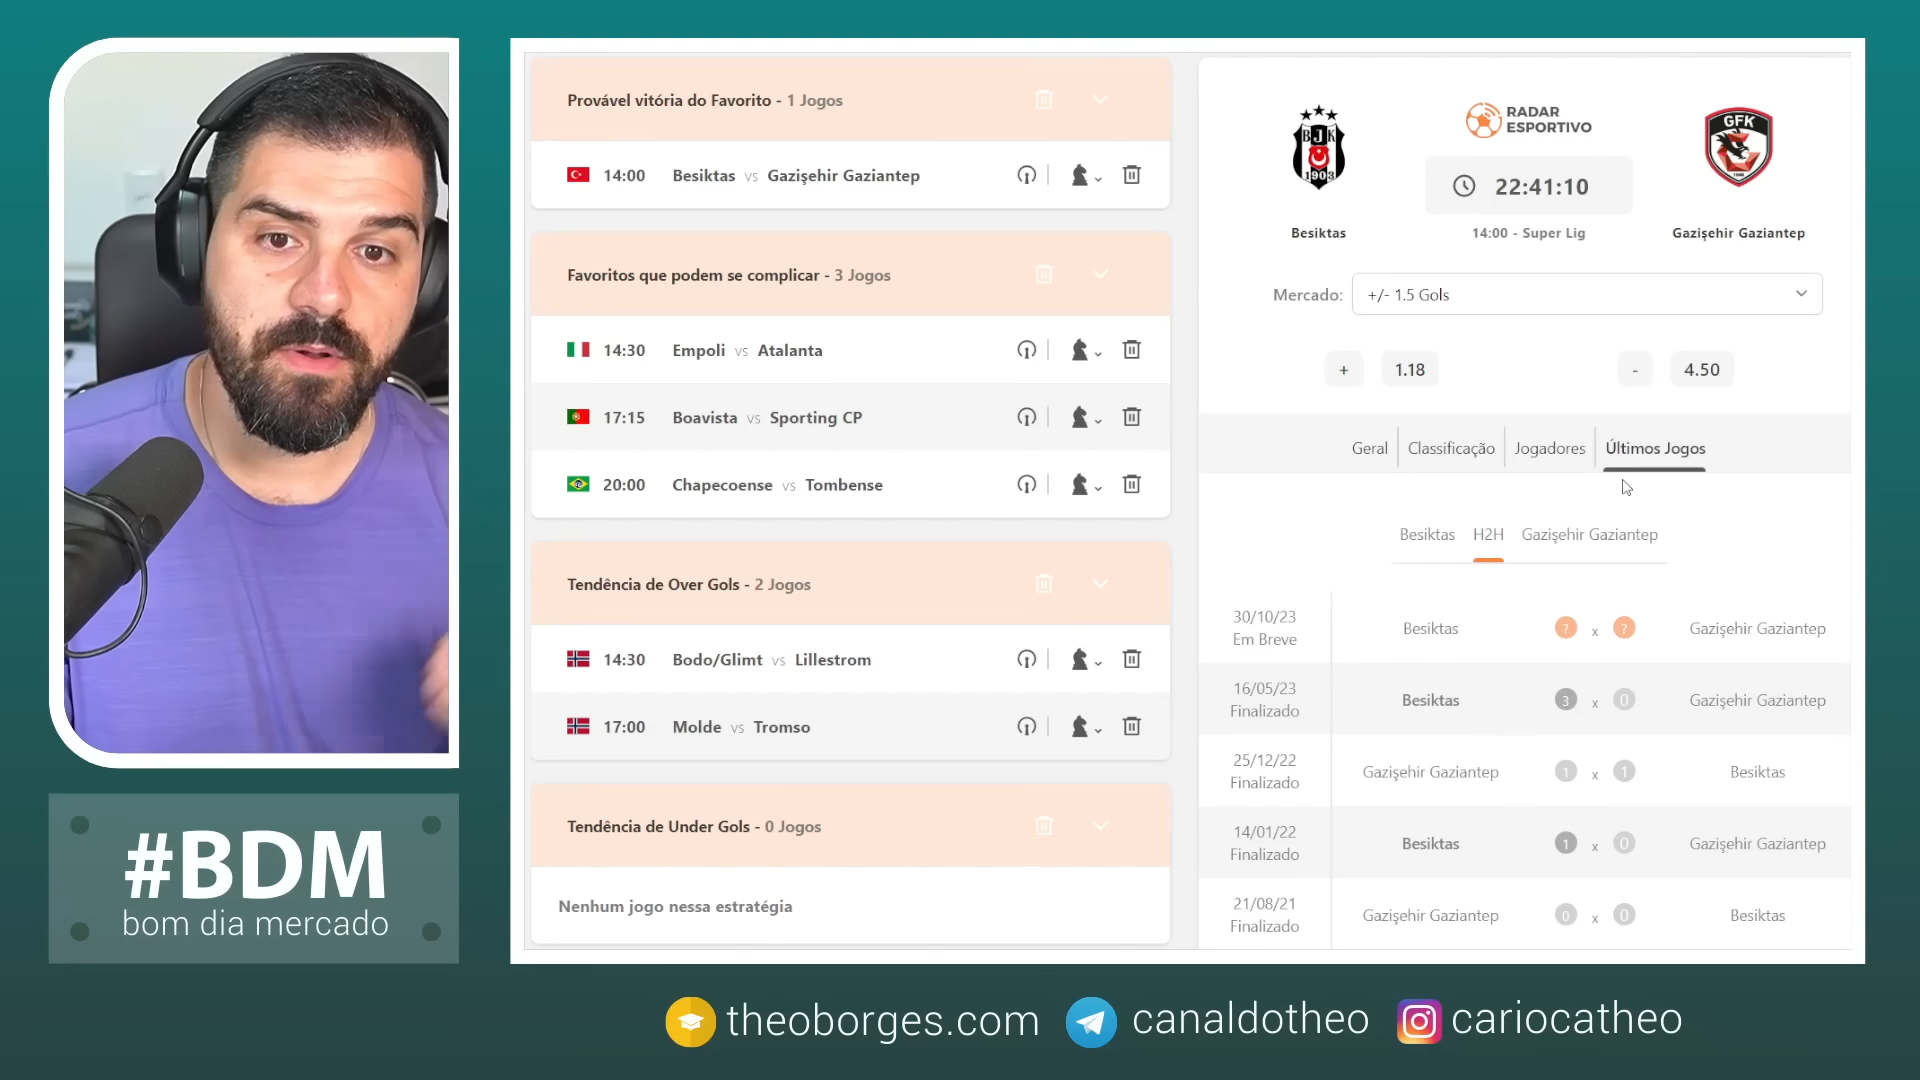 Provável vitória do Favorito - 1 Jogos
14:00 Besiktas vs Gazişehir Gaziantep
Favoritos que podem se complicar - 3 Jogos
14:30 Empoli vs Atalanta
17:15 Boavista vs Sporting CP
20:00 Chapecoense vs Tombense
Tendência de Over Gols - 2 Jogos
14:30 Bodo/Glimt vs Lillestrom
17:00 Molde vs Tromso
Tendência de Under Gols - 0 Jogos
Nenhum jogo nessa estratégia
BJK
1903
RADAR
ESPORTIVO
GFK
22:41:10
Besiktas
14:00 - Super Lig
Gazişehir Gaziantep
Mercado: +/- 1.5 Gols
+ 1.18 - 4.50
Geral Classificação Jogadores Últimos Jogos
Besiktas H2H Gazişehir Gaziantep
30/10/23
Em Breve
Besiktas ? x ? Gazişehir Gaziantep
16/05/23
Finalizado
Besiktas 3 x 0 Gazişehir Gaziantep
25/12/22
Finalizado
Gazişehir Gaziantep 1 x 1 Besiktas
14/01/22
Finalizado
Besiktas 1 x 0 Gazişehir Gaziantep
21/08/21
Finalizado
Gazişehir Gaziantep 0 x 0 Besiktas
#BDM
bom dia mercado
theoborges.com canaldotheo cariocatheo